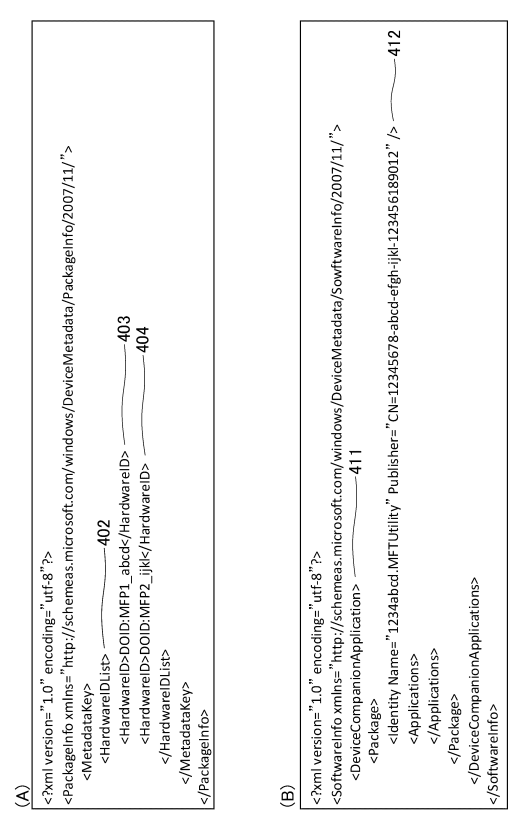 (A)
<?xml version="1.0" encoding="utf-8"?>
<PackageInfo xmlns="http://schemeas.microsoft.com/windows/DeviceMetadata/PackageInfo/2007/11/">
<MetadataKey>
<HardwareIDList> 402
<HardwareID>DOID:MFP1_abcd</HardwareID> 403
<HardwareID>DOID:MFP2_ijkl</HardwareID> 404
</HardwareIDList>
</MetadataKey>
</PackageInfo>
(B)
<?xml version="1.0" encoding="utf-8"?>
<SoftwareInfo xmlns="http://schemeas.microsoft.com/windows/DeviceMetadata/SowftwareInfo/2007/11/">
<DeviceCompanionApplication> 411
<Package>
<Identity Name="1234abcd.MFTUtility" Publisher="CN=12345678-abcd-efgh-ijkl-123456189012" /> 412
<Applications>
</Applications>
</Package>
</DeviceCompanionApplications>
</SoftwareInfo>